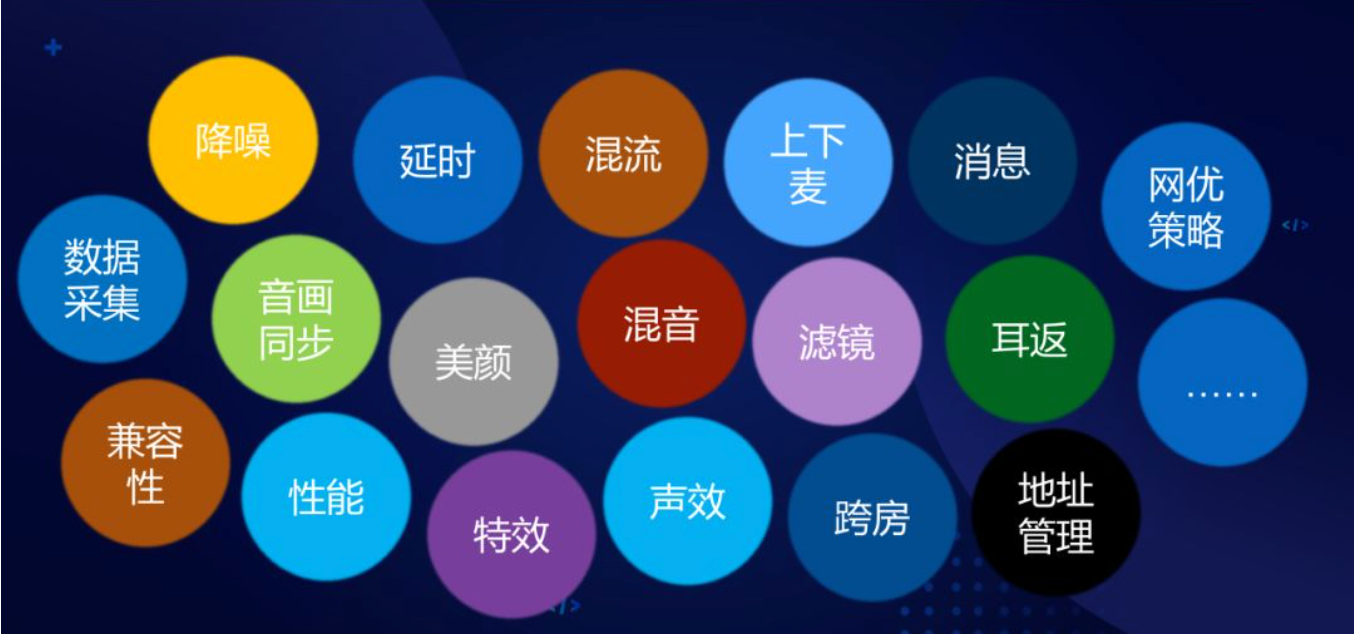 降噪
延时
混流
上下
麦
消息
网优
策略
</>
数据
采集
音画
同步
美颜
混音
滤镜
耳返
......
兼容
性
性能
特效
声效
跨房
地址
管理
</>